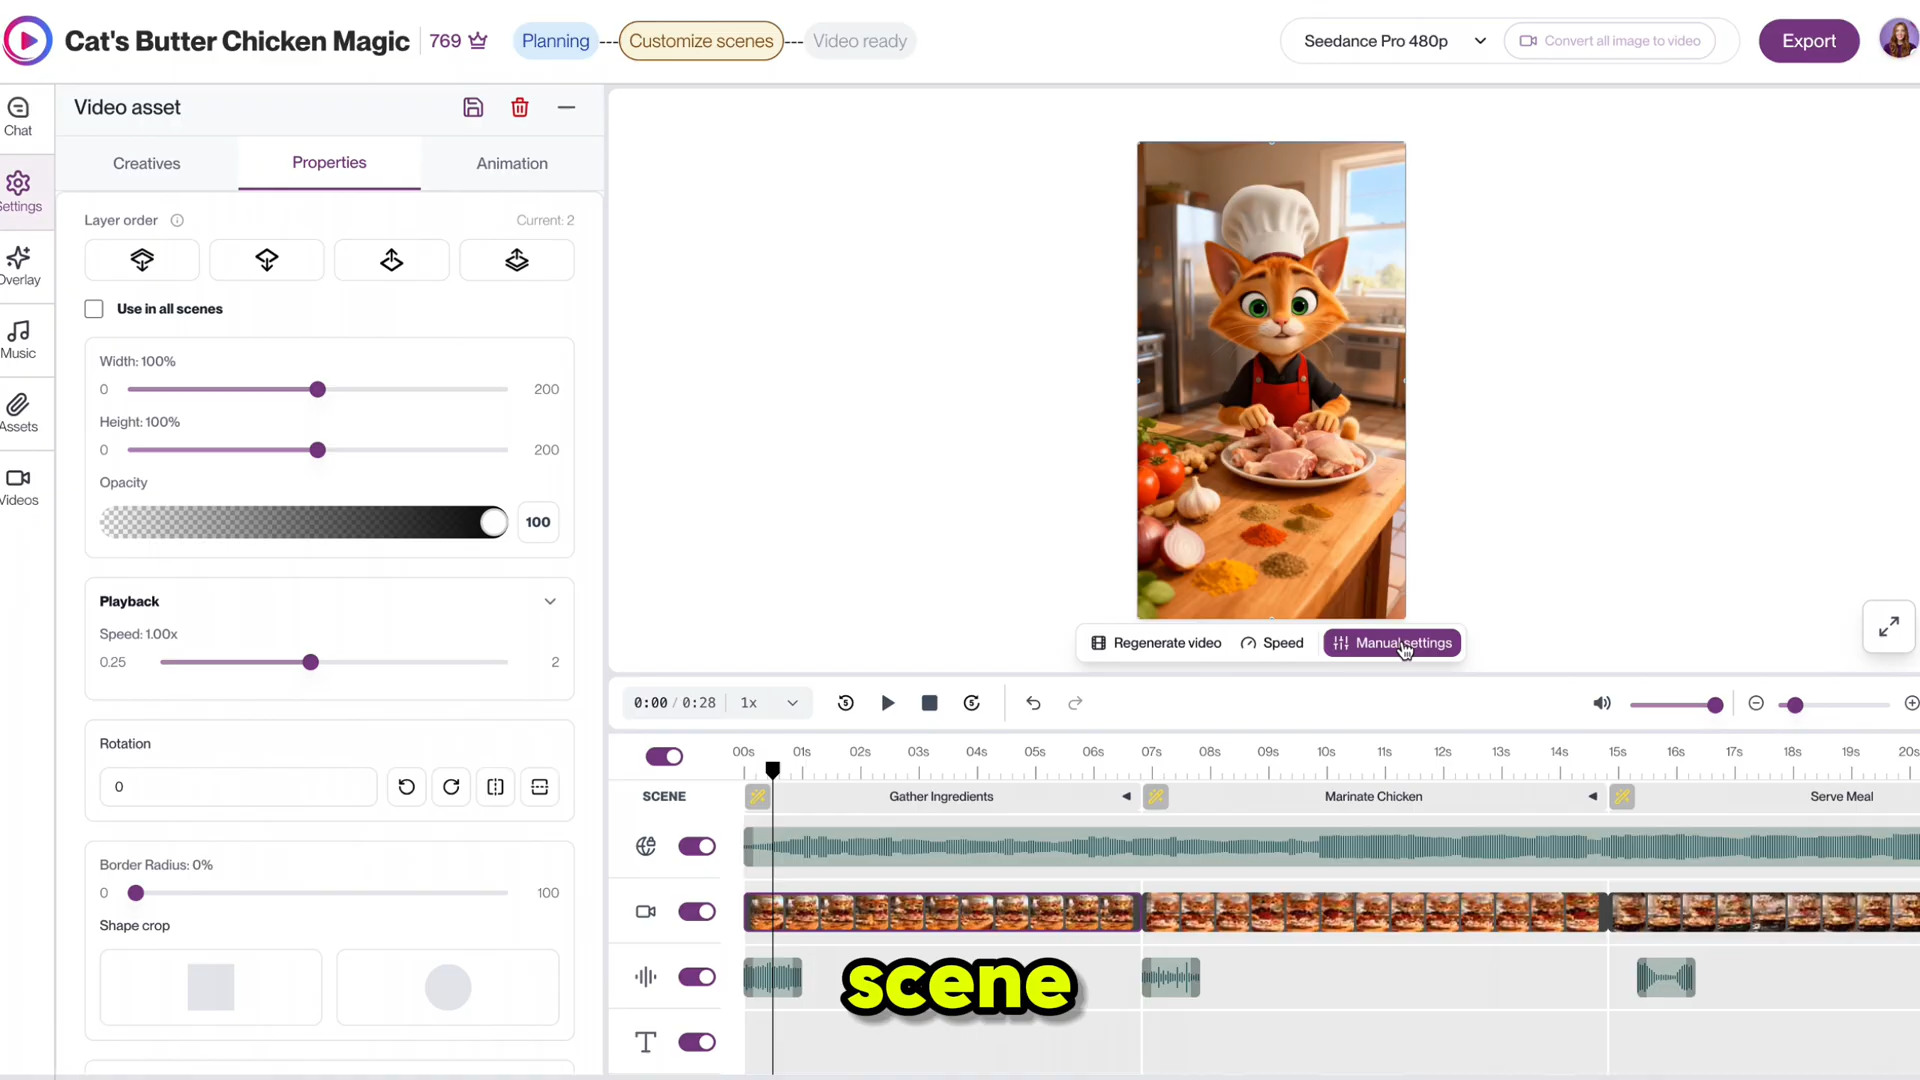 Cat's Butter Chicken Magic
769
Planning
Customize scenes
Video ready
Seedance Pro 480p
Convert all image to video
Export
Chat
Settings
Overlay
Music
Assets
Videos
Video asset
Creatives
Properties
Animation
Layer order
Current: 2
Use in all scenes
Width: 100%
0
200
Height: 100%
0
200
Opacity
100
Playback
Speed: 1.00x
0.25
2
Rotation
0
Border Radius: 0%
0
100
Shape crop
Regenerate video
Speed
Manual settings
0:00 / 0:28
1x
5
5
00s 01s 02s 03s 04s 05s 06s 07s 08s 09s 10s 11s 12s 13s 14s 15s 16s 17s 18s 19s 20s
SCENE
Gather Ingredients
Marinate Chicken
Serve Meal
scene